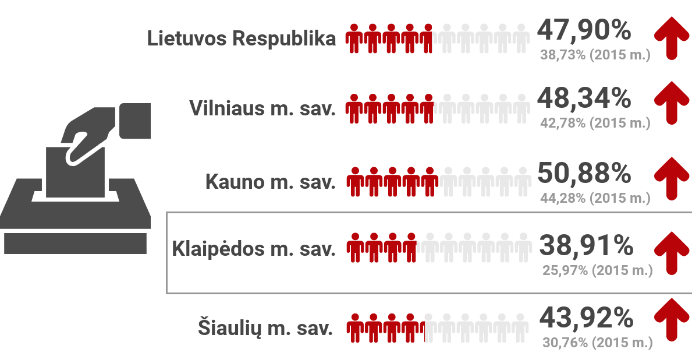 Lietuvos Respublika 47,90%
38,73% (2015 m.)
Vilniaus m. sav. 48,34%
42,78% (2015 m.)
Kauno m. sav. 50,88%
44,28% (2015 m.)
Klaipėdos m. sav. 38,91%
25,97% (2015 m.)
Šiaulių m. sav. 43,92%
30,76% (2015 m.)